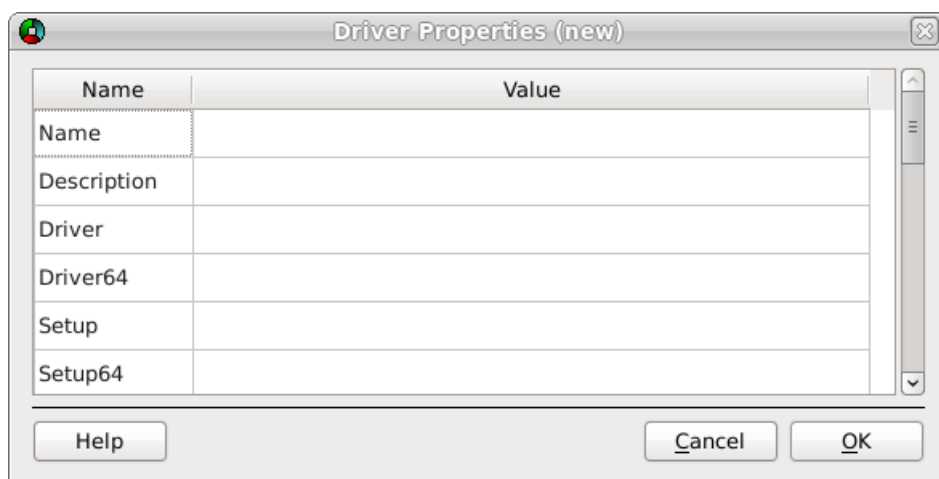 Driver Properties (new)
Name Value
Name
Description
Driver
Driver64
Setup
Setup64
Help Cancel OK